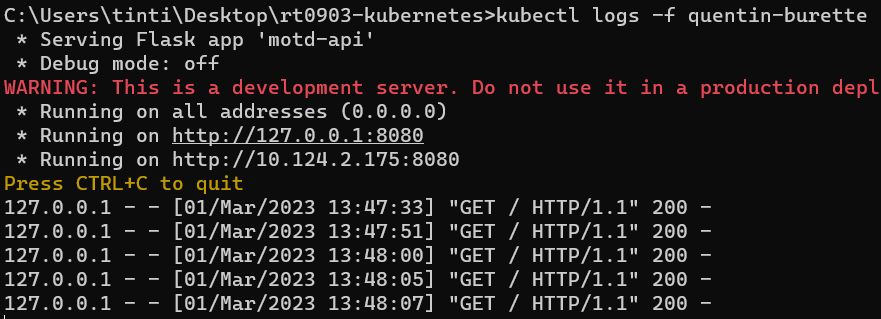 C:\Users\tinti\Desktop\rt0903-kubernetes>kubectl logs -f quentin-burette
 * Serving Flask app 'motd-api'
 * Debug mode: off
WARNING: This is a development server. Do not use it in a production depl
 * Running on all addresses (0.0.0.0)
 * Running on http://127.0.0.1:8080
 * Running on http://10.124.2.175:8080
Press CTRL+C to quit
127.0.0.1 - - [01/Mar/2023 13:47:33] "GET / HTTP/1.1" 200 -
127.0.0.1 - - [01/Mar/2023 13:47:51] "GET / HTTP/1.1" 200 -
127.0.0.1 - - [01/Mar/2023 13:48:00] "GET / HTTP/1.1" 200 -
127.0.0.1 - - [01/Mar/2023 13:48:05] "GET / HTTP/1.1" 200 -
127.0.0.1 - - [01/Mar/2023 13:48:07] "GET / HTTP/1.1" 200 -